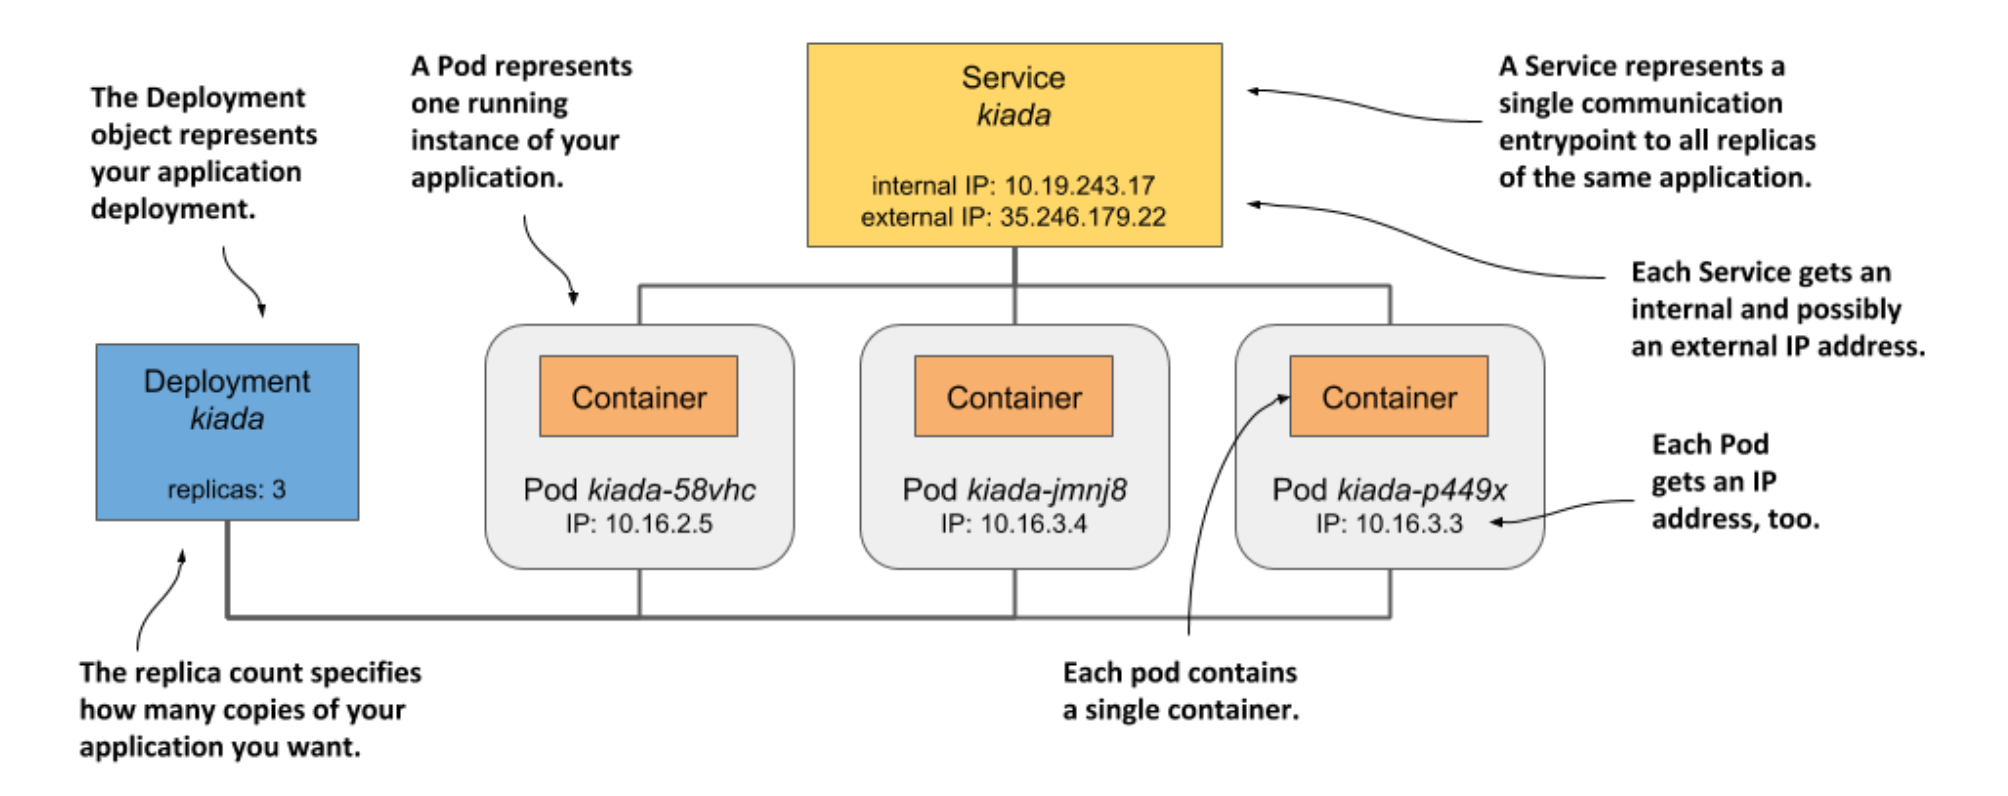 The Deployment
object represents
your application
deployment.
A Pod represents
one running
instance of your
application.
Service
kiada
internal IP: 10.19.243.17
external IP: 35.246.179.22
A Service represents a
single communication
entrypoint to all replicas
of the same application.
Each Service gets an
internal and possibly
an external IP address.
Deployment
kiada
replicas: 3
Container
Pod kiada-58vhc
IP: 10.16.2.5
Container
Pod kiada-jmnj8
IP: 10.16.3.4
Container
Pod kiada-p449x
IP: 10.16.3.3
Each Pod
gets an IP
address, too.
The replica count specifies
how many copies of your
application you want.
Each pod contains
a single container.